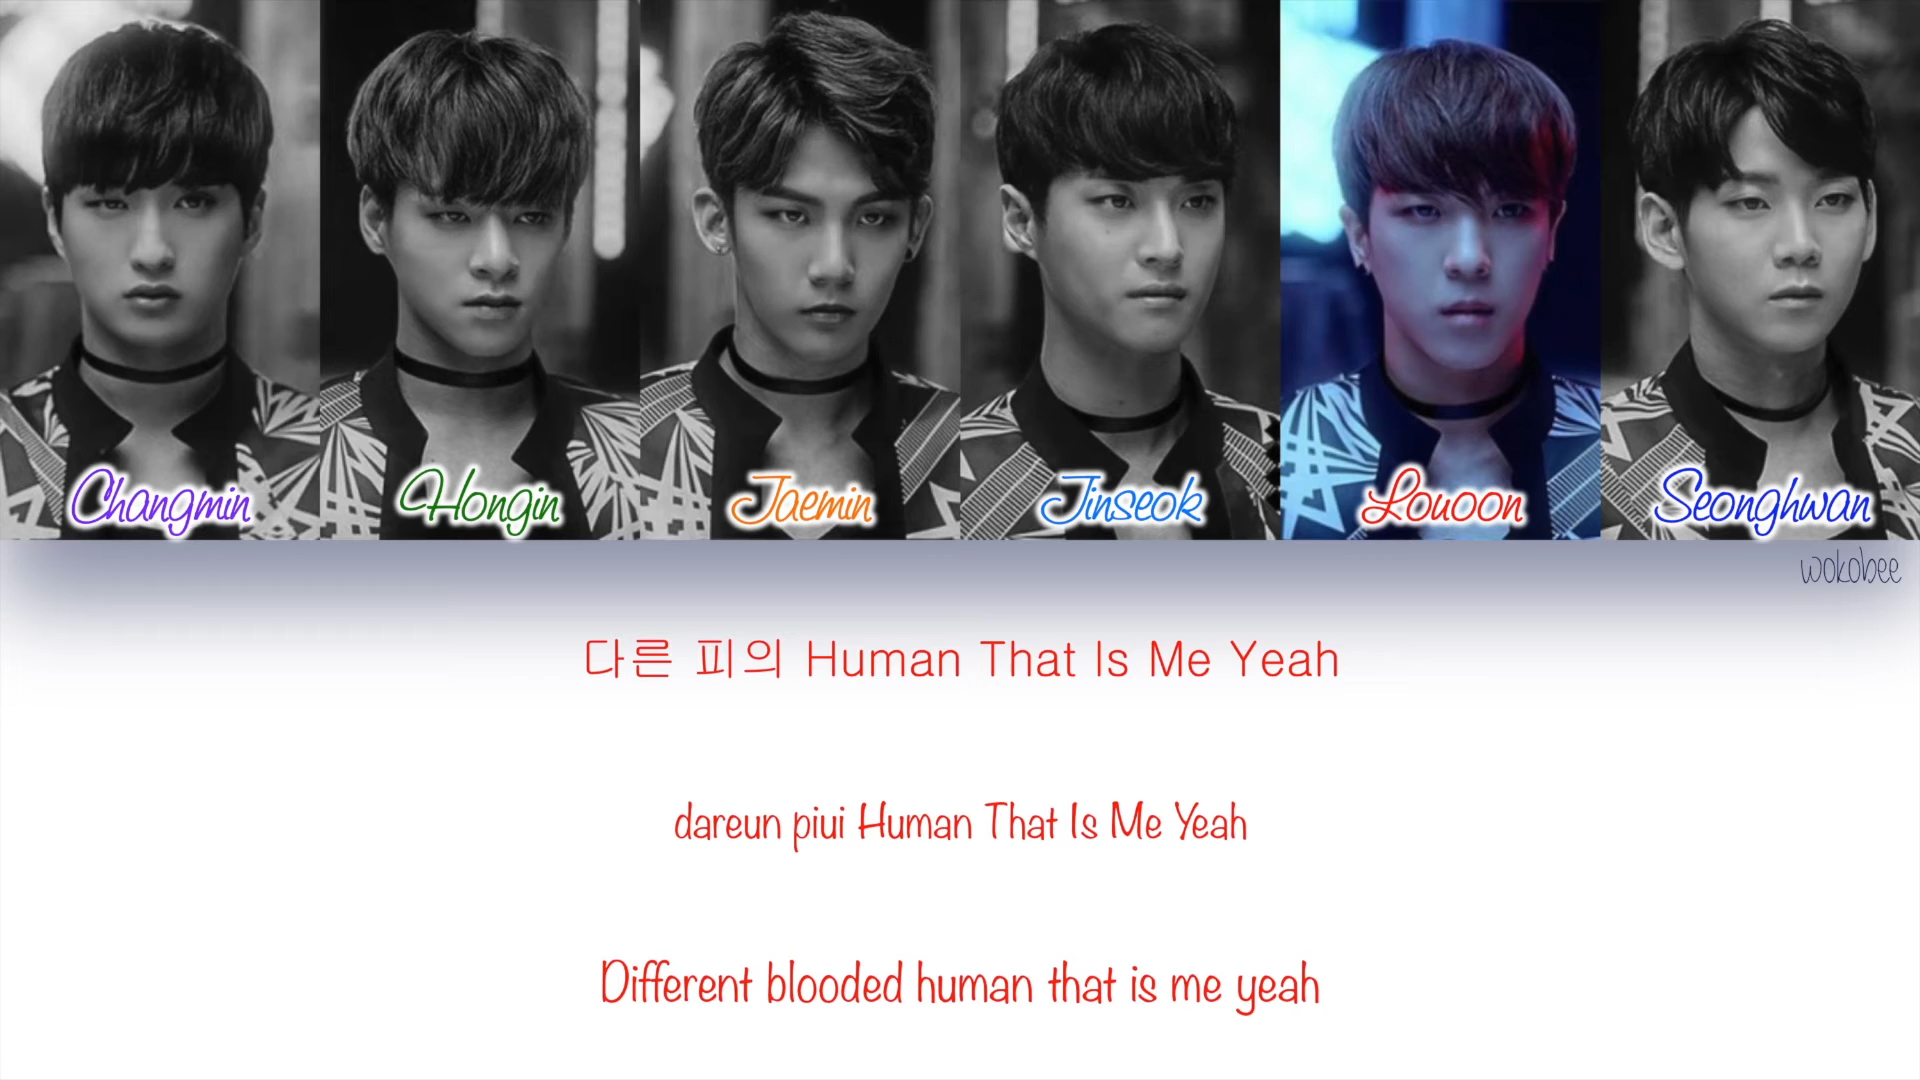 Changmin
Hongin
Jaemin
Jinseok
Louoon
Seonghwan
wokobee
다른 피의 Human That Is Me Yeah
dareun piui Human That Is Me Yeah
Different blooded human that is me yeah